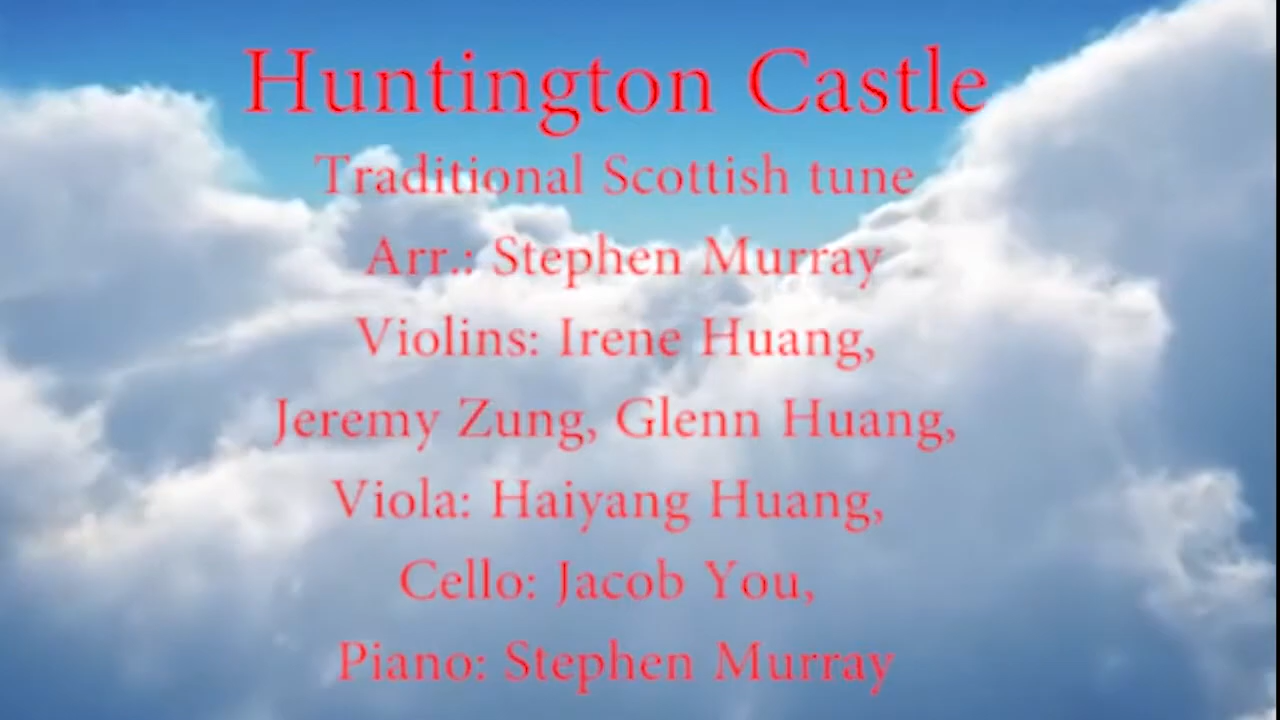 Huntington Castle
Traditional Scottish tune
Arr.: Stephen Murray
Violins: Irene Huang,
Jeremy Zung, Glenn Huang,
Viola: Haiyang Huang,
Cello: Jacob You,
Piano: Stephen Murray